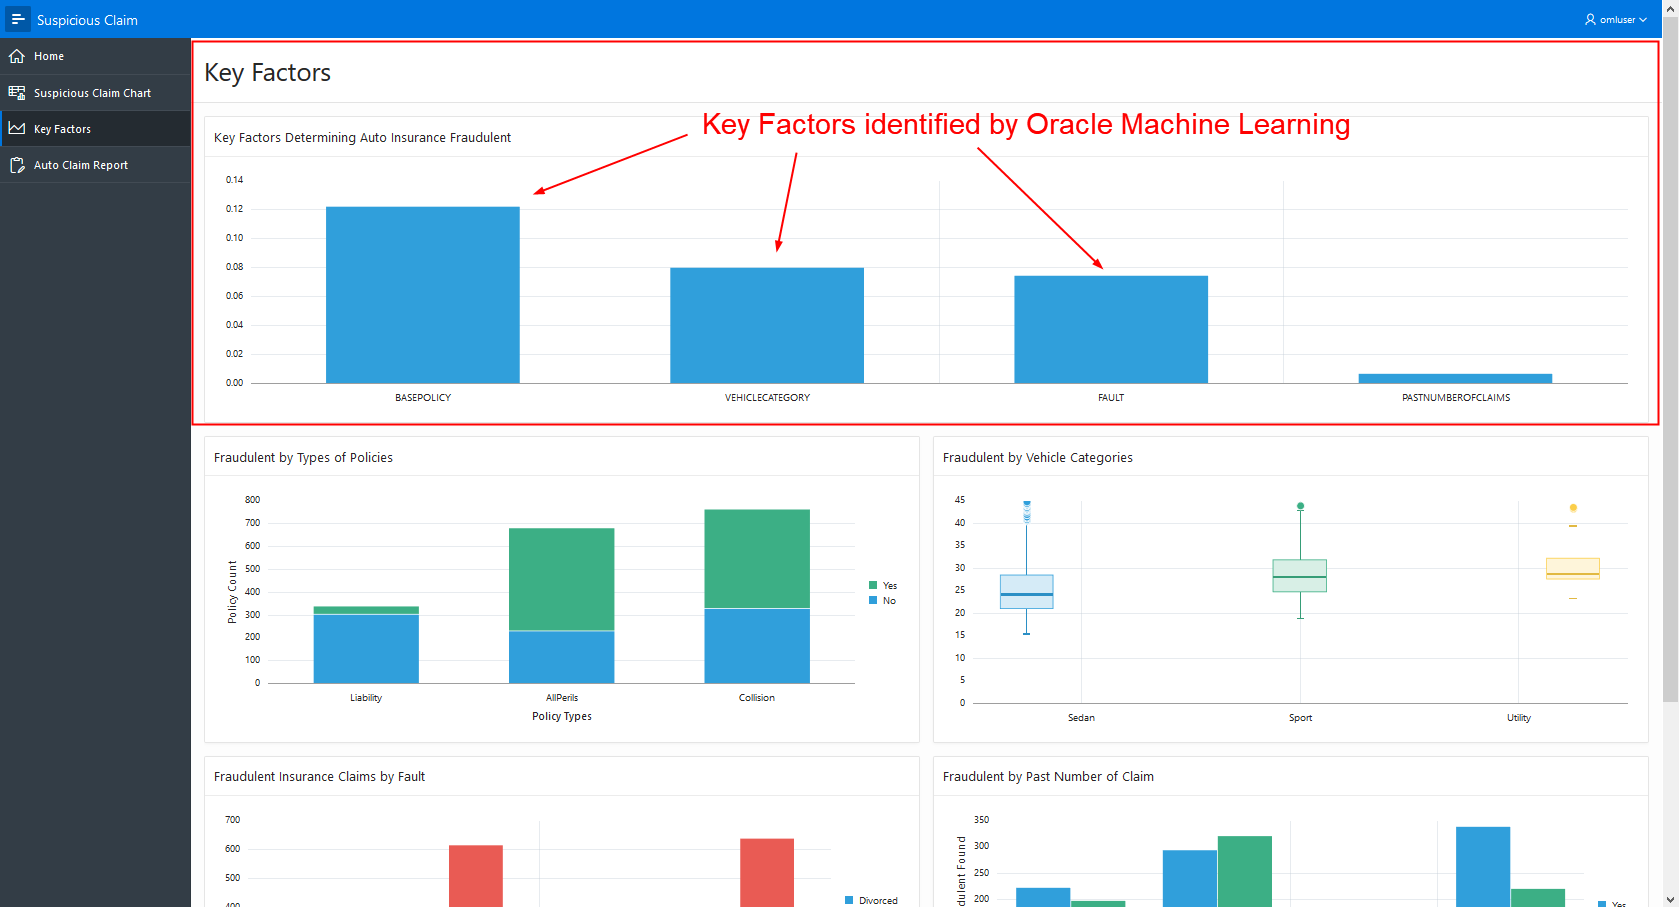 Suspicious Claim
omluser
Home
Suspicious Claim Chart
Key Factors
Auto Claim Report
Key Factors
Key Factors identified by Oracle Machine Learning
Key Factors Determining Auto Insurance Fraudulent
0.14
0.12
0.10
0.08
0.06
0.04
0.02
0.00
BASEPOLICY
VEHICLECATEGORY
FAULT
PASTNUMBEROFCLAIMS
Fraudulent by Types of Policies
800
700
600
500
400
300
200
100
0
Policy Count
Liability
AllPerils
Collision
Policy Types
Yes
No
Fraudulent by Vehicle Categories
45
40
35
30
25
20
15
10
5
0
Sedan
Sport
Utility
Fraudulent Insurance Claims by Fault
700
600
500
400
Divorced
Fraudulent by Past Number of Claim
350
300
250
200
dulent Found
Yes